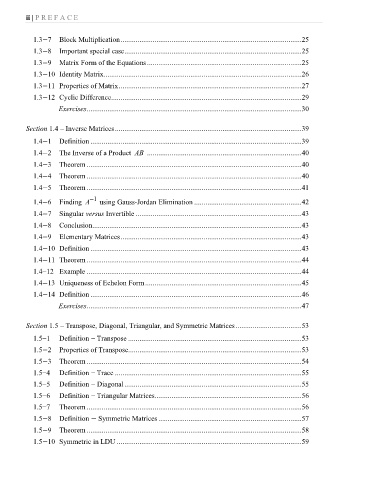 iii | P R E F A C E
1.3−7 Block Multiplication....................25
1.3−8 Important special case....................25
1.3−9 Matrix Form of the Equations....................25
1.3−10 Identity Matrix....................26
1.3−11 Properties of Matrix....................27
1.3−12 Cyclic Difference....................29
Exercises....................30
Section 1.4 – Inverse Matrices....................39
1.4−1 Definition....................39
1.4−2 The Inverse of a Product AB....................40
1.4−3 Theorem....................40
1.4−4 Theorem....................40
1.4−5 Theorem....................41
1.4−6 Finding A⁻¹ using Gauss-Jordan Elimination....................42
1.4−7 Singular versus Invertible....................43
1.4−8 Conclusion....................43
1.4−9 Elementary Matrices....................43
1.4−10 Definition....................43
1.4−11 Theorem....................44
1.4–12 Example....................44
1.4−13 Uniqueness of Echelon Form....................45
1.4−14 Definition....................46
Exercises....................47
Section 1.5 – Transpose, Diagonal, Triangular, and Symmetric Matrices....................53
1.5−1 Definition − Transpose....................53
1.5−2 Properties of Transpose....................53
1.5−3 Theorem....................54
1.5–4 Definition − Trace....................55
1.5–5 Definition − Diagonal....................55
1.5–6 Definition − Triangular Matrices....................56
1.5–7 Theorem....................56
1.5−8 Definition − Symmetric Matrices....................57
1.5−9 Theorem....................58
1.5−10 Symmetric in LDU....................59